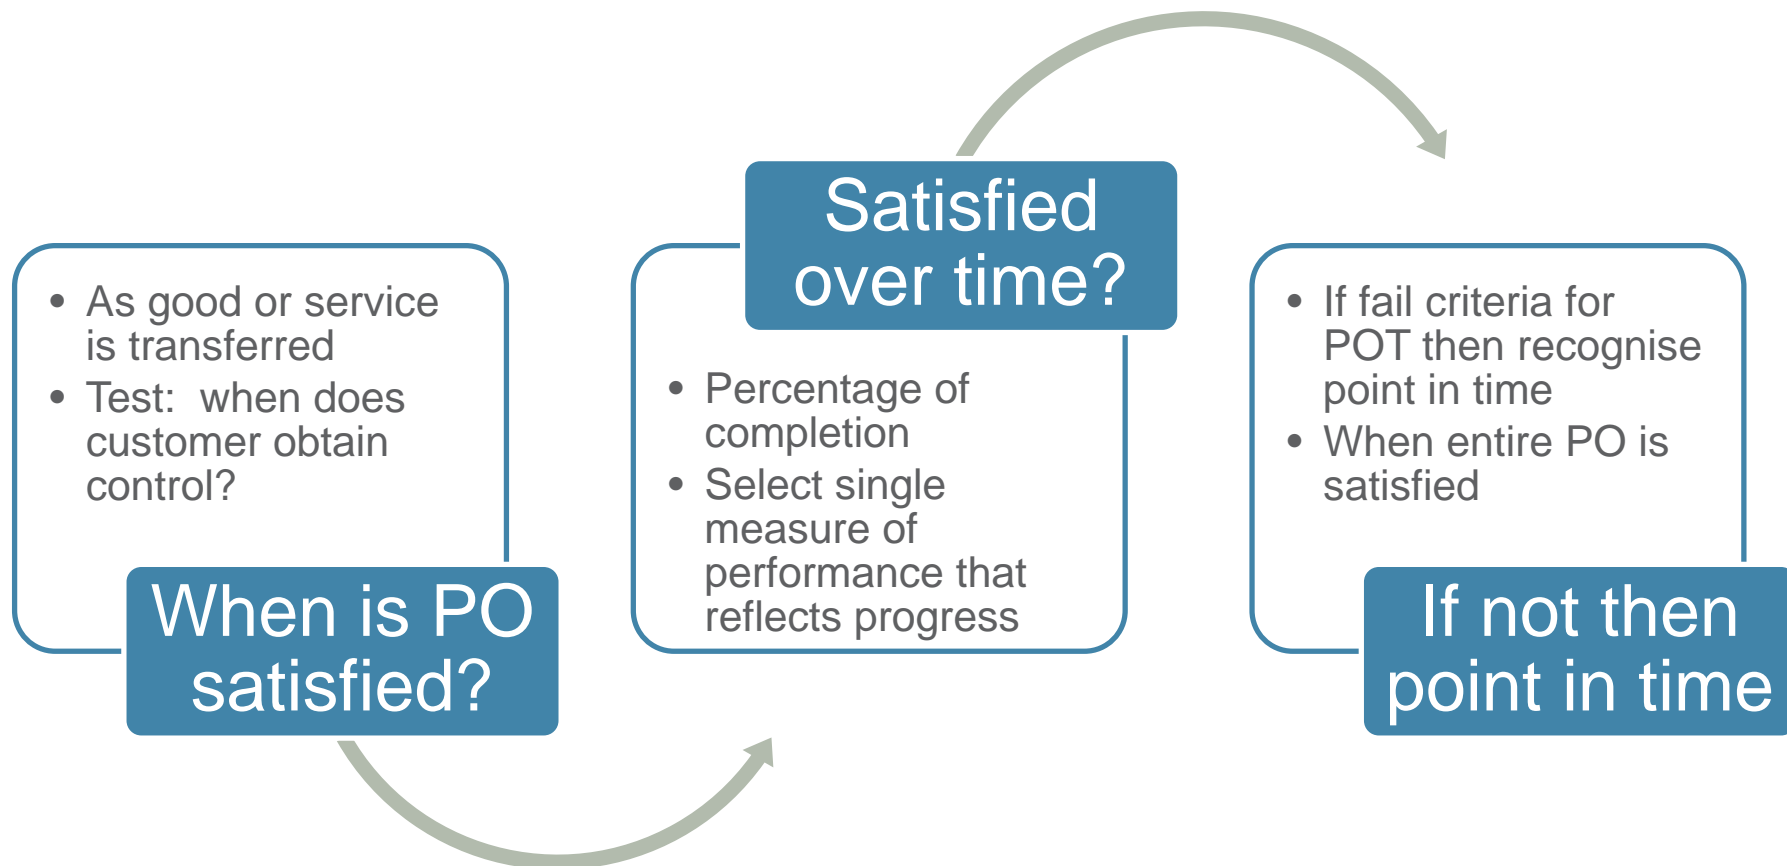 • As good or service
is transferred
• Test:  when does
customer obtain
control?
When is PO
satisfied?
Satisfied
over time?
• Percentage of
completion
• Select single
measure of
performance that
reflects progress
• If fail criteria for
POT then recognise
point in time
• When entire PO is
satisfied
If not then
point in time